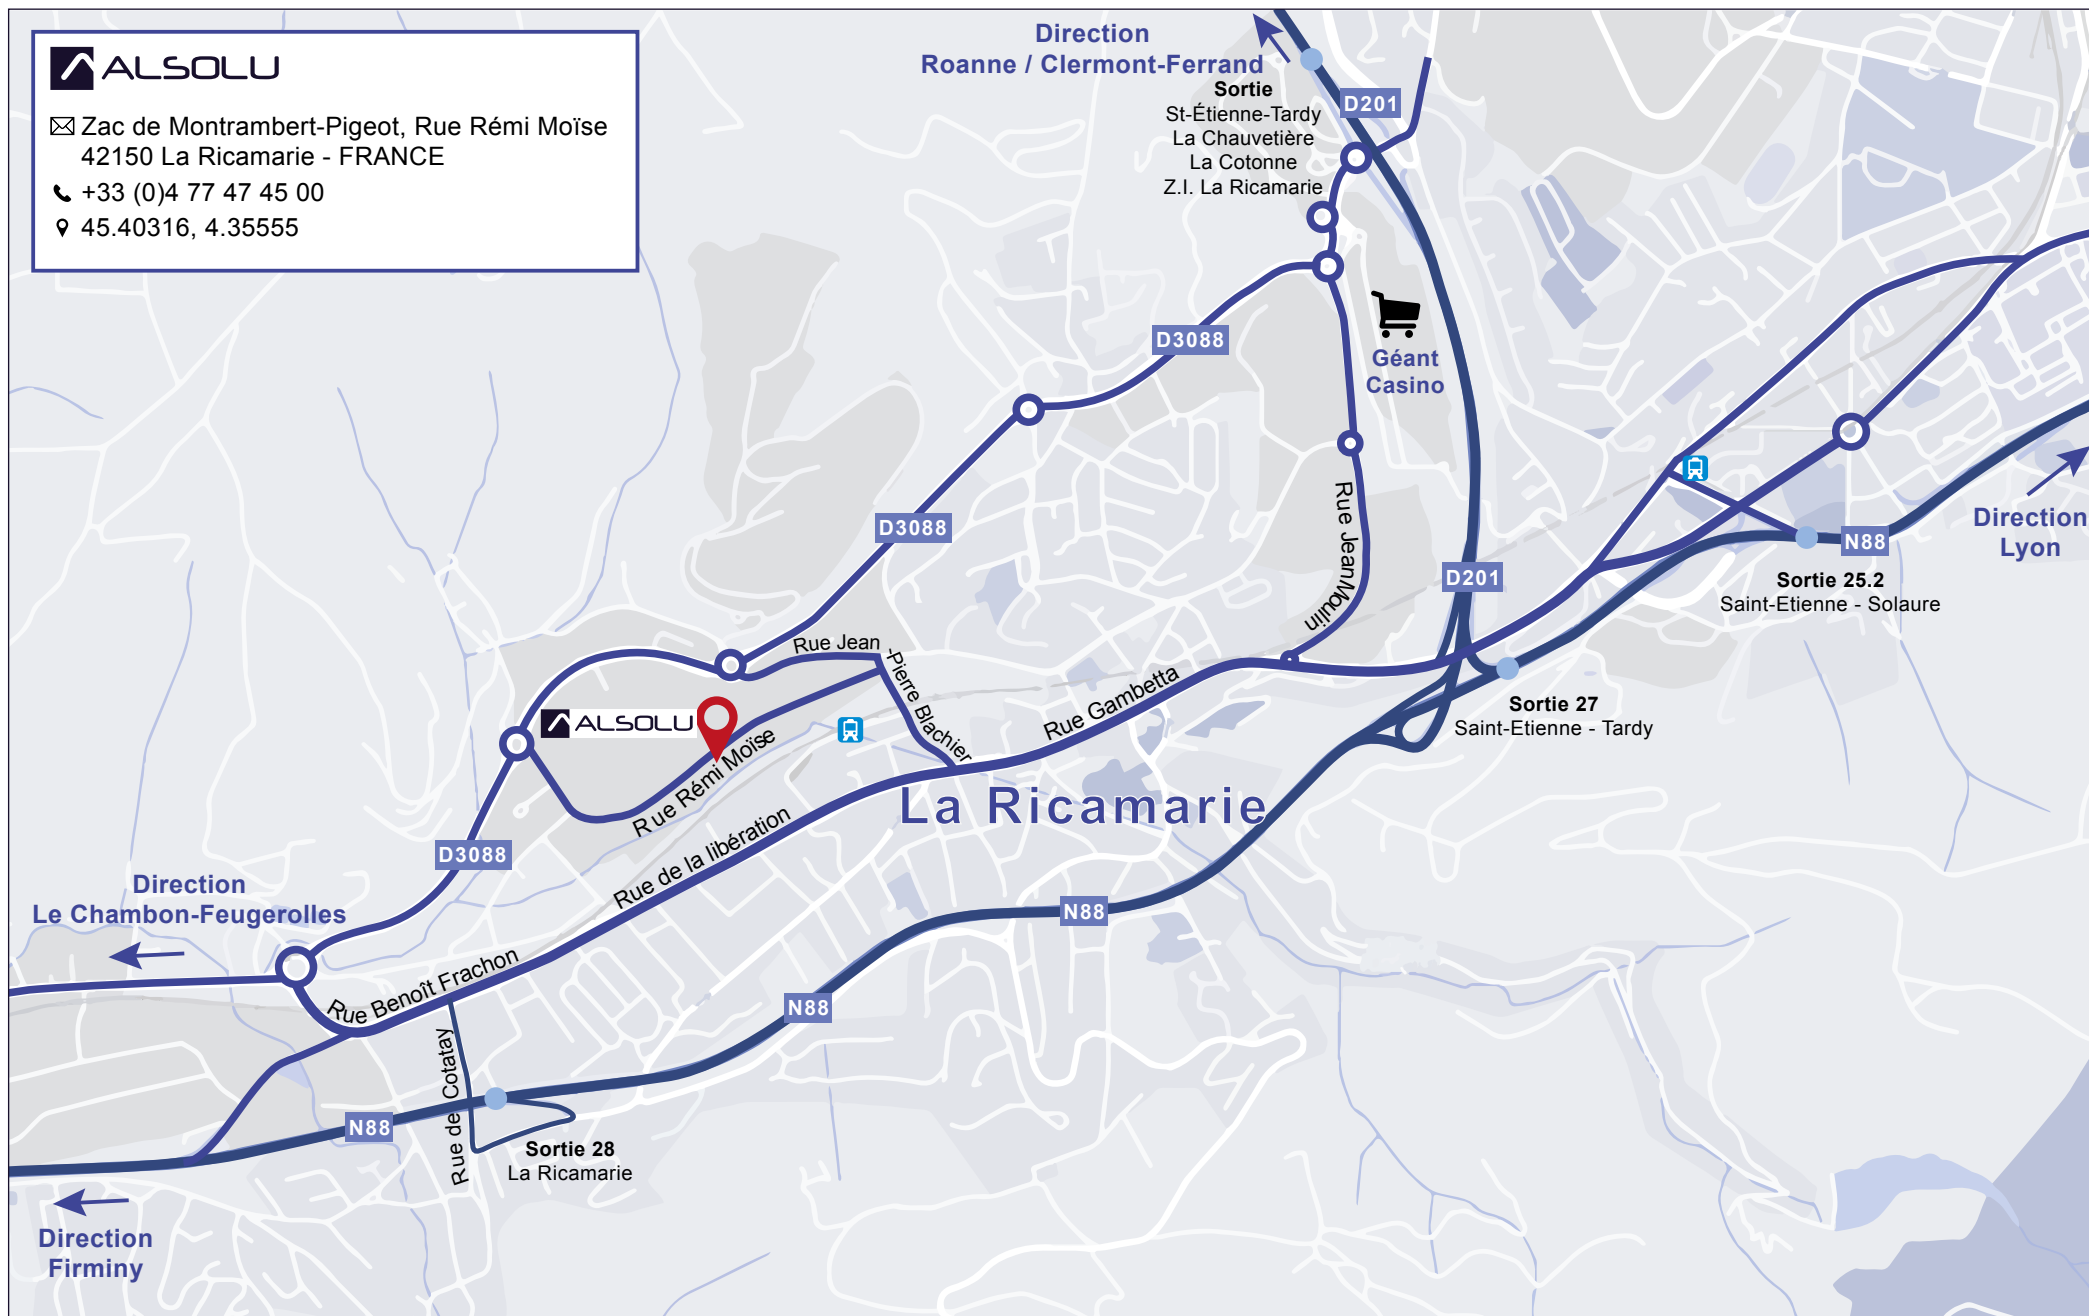 ALSOLU
Zac de Montrambert-Pigeot, Rue Rémi Moïse
42150 La Ricamarie - FRANCE
+33 (0)4 77 47 45 00
45.40316, 4.35555
Direction
Roanne / Clermont-Ferrand
Sortie
St-Étienne-Tardy
La Chauvetière
La Cotonne
Z.I. La Ricamarie
D201
D3088
Géant
Casino
D3088
Rue Jean Moulin
D201
N88
Direction
Lyon
Sortie 25.2
Saint-Etienne - Solaure
Rue Jean -Pierre Blachier
ALSOLU
Rue Rémi Moïse
Rue Gambetta
Sortie 27
Saint-Etienne - Tardy
La Ricamarie
Rue de la libération
D3088
Direction
Le Chambon-Feugerolles
N88
Rue Benoît Frachon
N88
Rue de Cotatay
N88
Sortie 28
La Ricamarie
Direction
Firminy